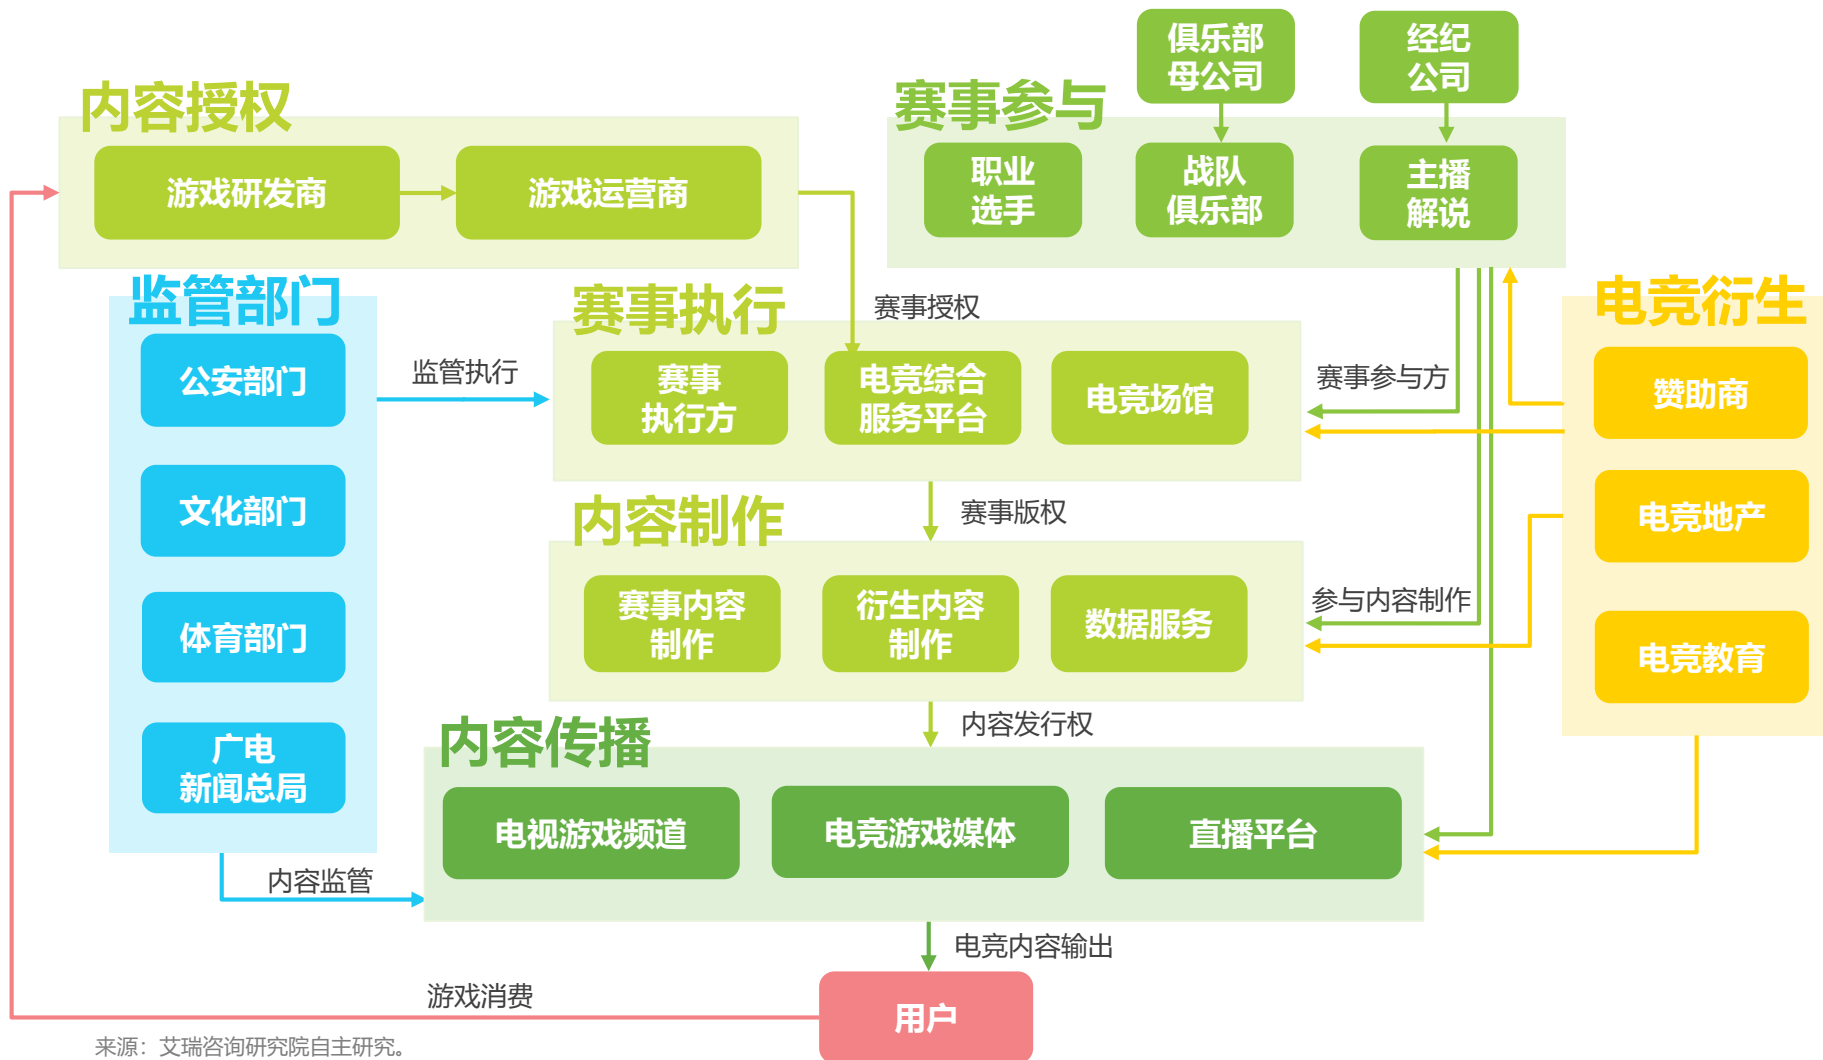 俱乐部
母公司
经纪
公司
内容授权
赛事参与
游戏研发商
游戏运营商
职业
选手
战队
俱乐部
主播
解说
监管部门
赛事执行
赛事授权
电竞衍生
公安部门
监管执行
赛事
执行方
电竞综合
服务平台
电竞场馆
赛事参与方
赞助商
文化部门
内容制作
赛事版权
电竞地产
体育部门
赛事内容
制作
衍生内容
制作
数据服务
参与内容制作
电竞教育
广电
新闻总局
内容传播
内容发行权
电视游戏频道
电竞游戏媒体
直播平台
内容监管
电竞内容输出
游戏消费
用户
来源：艾瑞咨询研究院自主研究。